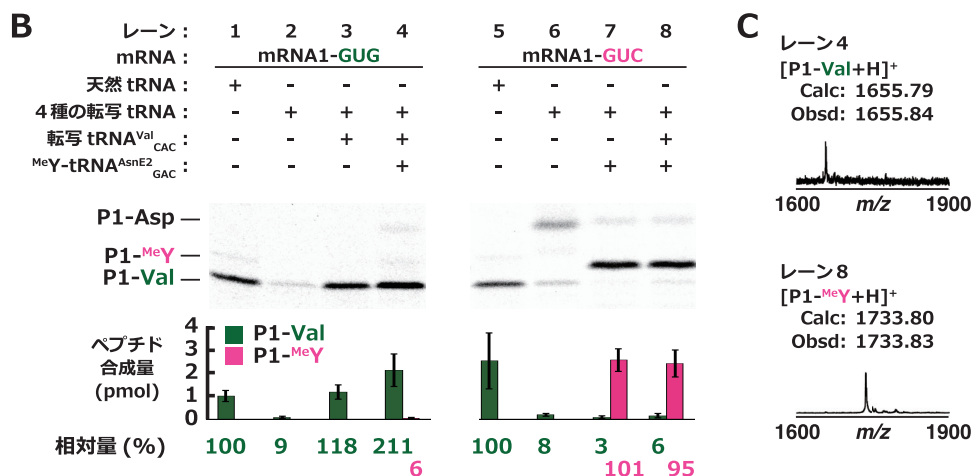 B
レーン : 1 2 3 4 5 6 7 8
mRNA : mRNA1-GUG mRNA1-GUC
天然 tRNA : + - - - + - - -
4種の転写 tRNA : - + + + - + + +
転写 tRNA^Val_CAC : - - + + - - - +
MeY-tRNA^AsnE2_GAC : - - - + - - + +
P1-Asp
P1-MeY
P1-Val
ペプチド
合成量
(pmol)
4
3
2
1
0
P1-Val
P1-MeY
相対量 (%) 100 9 118 211 100 8 3 6
6 101 95
C
レーン 4
[P1-Val+H]+
Calc: 1655.79
Obsd: 1655.84
1600 m/z 1900
レーン 8
[P1-MeY+H]+
Calc: 1733.80
Obsd: 1733.83
1600 m/z 1900